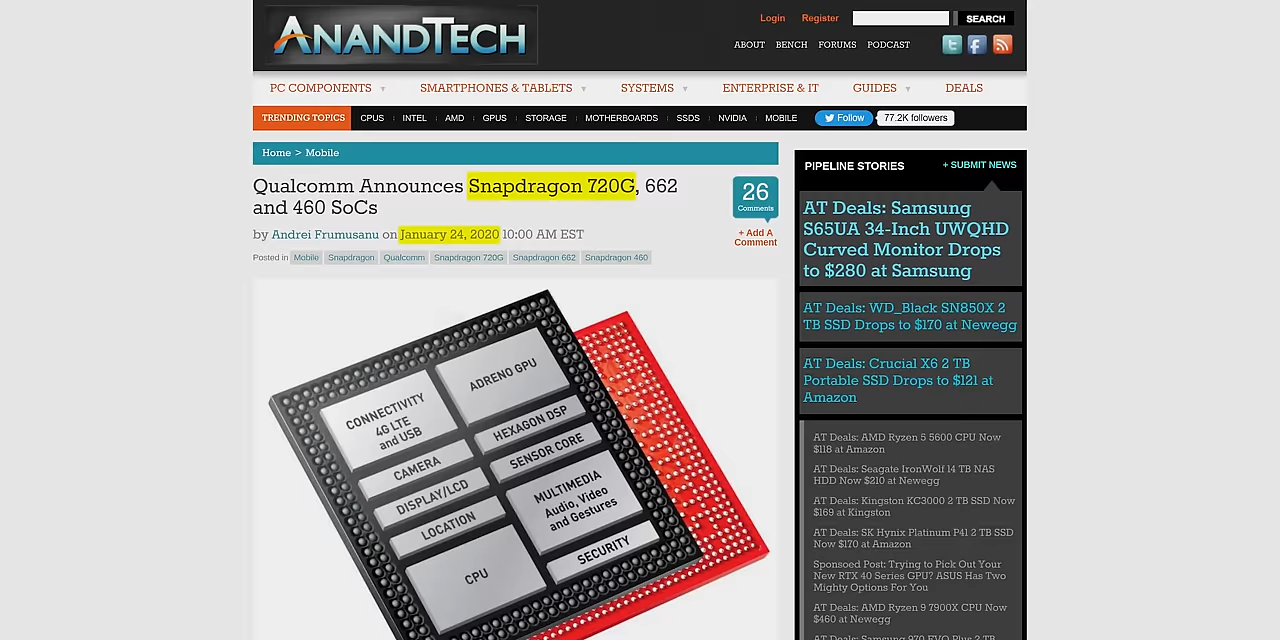 ANANDTECH
Login Register SEARCH
ABOUT BENCH FORUMS PODCAST
PC COMPONENTS SMARTPHONES & TABLETS SYSTEMS ENTERPRISE & IT GUIDES DEALS
TRENDING TOPICS CPUS INTEL AMD GPUS STORAGE MOTHERBOARDS SSDS NVIDIA MOBILE Follow 77.2K followers
Home > Mobile
Qualcomm Announces Snapdragon 720G, 662
and 460 SoCs
26
Comments
by Andrei Frumusanu on January 24, 2020 10:00 AM EST
+ Add A
Comment
Posted in Mobile Snapdragon Qualcomm Snapdragon 720G Snapdragon 662 Snapdragon 460
CONNECTIVITY
4G LTE
and USB
ADRENO GPU
CAMERA
HEXAGON DSP
DISPLAY/LCD
SENSOR CORE
LOCATION
MULTIMEDIA
Audio, Video
and Gestures
CPU
SECURITY
PIPELINE STORIES + SUBMIT NEWS
AT Deals: Samsung
S65UA 34-Inch UWQHD
Curved Monitor Drops
to $280 at Samsung
AT Deals: WD_Black SN850X 2
TB SSD Drops to $170 at Newegg
AT Deals: Crucial X6 2 TB
Portable SSD Drops to $121 at
Amazon
AT Deals: AMD Ryzen 5 5600 CPU Now
$118 at Amazon
AT Deals: Seagate IronWolf 14 TB NAS
HDD Now $210 at Newegg
AT Deals: Kingston KC3000 2 TB SSD Now
$169 at Kingston
AT Deals: SK Hynix Platinum P41 2 TB SSD
Now $170 at Amazon
Sponsoed Post: Trying to Pick Out Your
New RTX 40 Series GPU? ASUS Has Two
Mighty Options For You
AT Deals: AMD Ryzen 9 7900X CPU Now
$460 at Newegg
AT Deals: Samsung 970 EVO Plus 2 TB